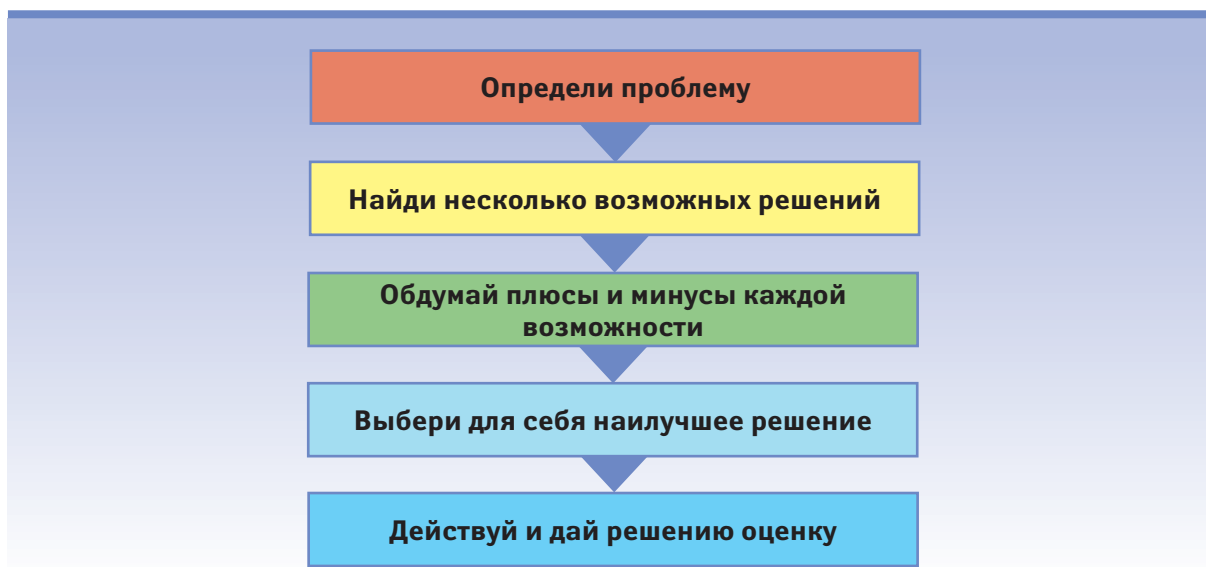 Определи проблему
Найди несколько возможных решений
Обдумай плюсы и минусы каждой
возможности
Выбери для себя наилучшее решение
Действуй и дай решению оценку